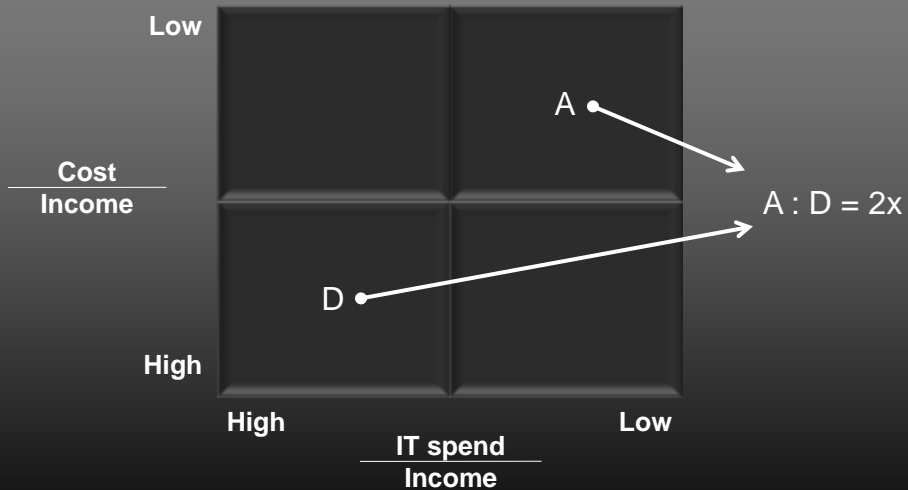 Low
A
Cost
Income
A : D = 2x
D
High
High
Low
IT spend
Income